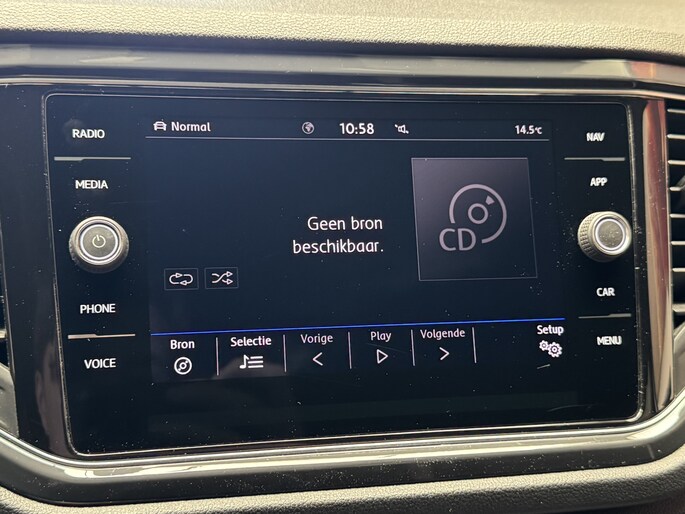 RADIO
MEDIA
PHONE
VOICE
Normal
10:58
14.5°C
Geen bron
beschikbaar.
CD
Bron
Selectie
Vorige
Play
Volgende
Setup
NAV
APP
CAR
MENU